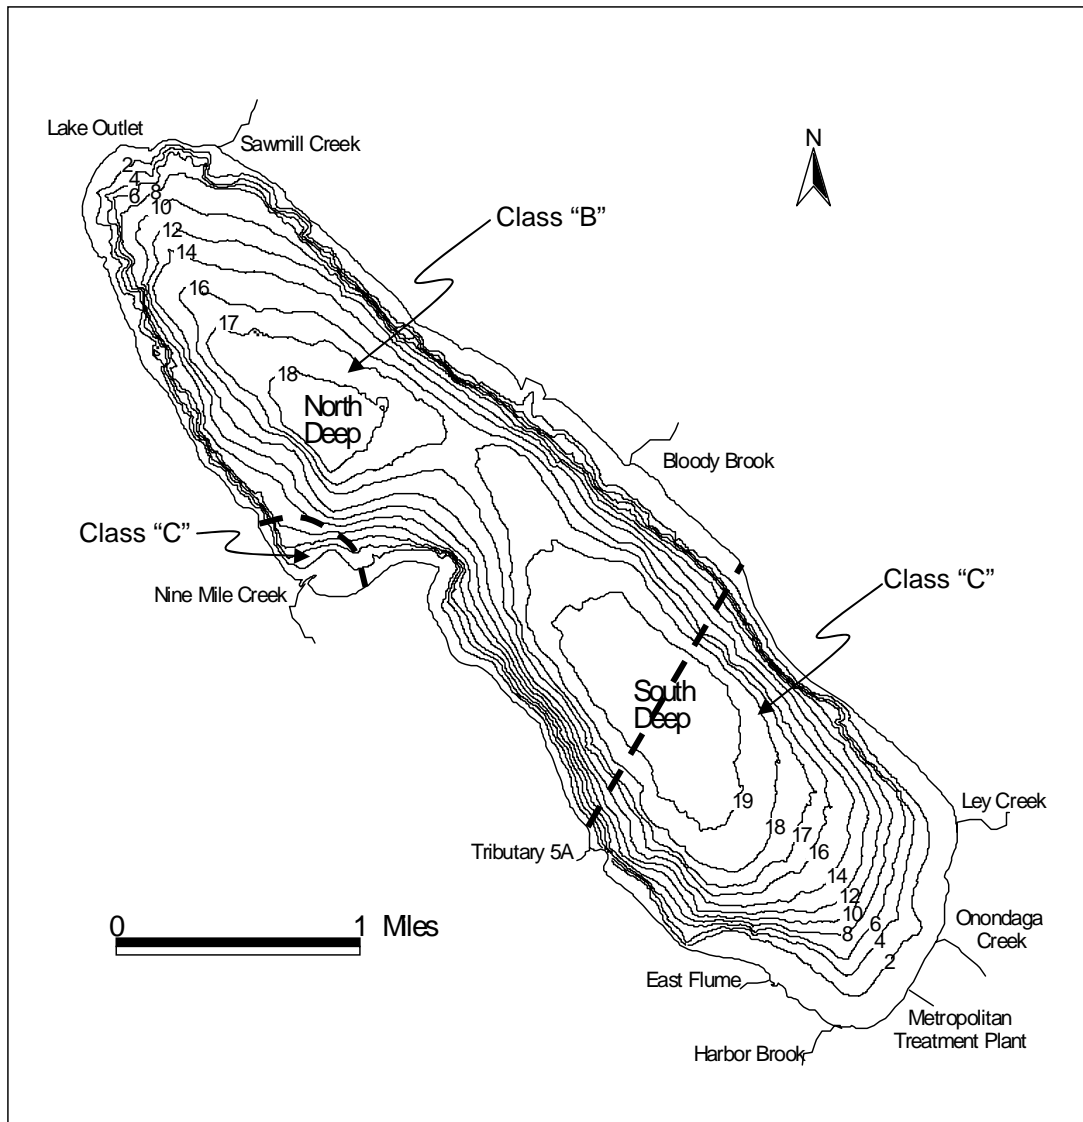 Lake Outlet
Sawmill Creek
N
2
4
6
8
10
12
14
16
17
18
Class “B”
North
Deep
Bloody Brook
Class “C”
Nine Mile Creek
Class “C”
South
Deep
19
18
17
16
14
12
10
8
6
4
2
Ley Creek
Tributary 5A
Onondaga
Creek
0
1 Miles
East Flume
Metropolitan
Treatment Plant
Harbor Brook